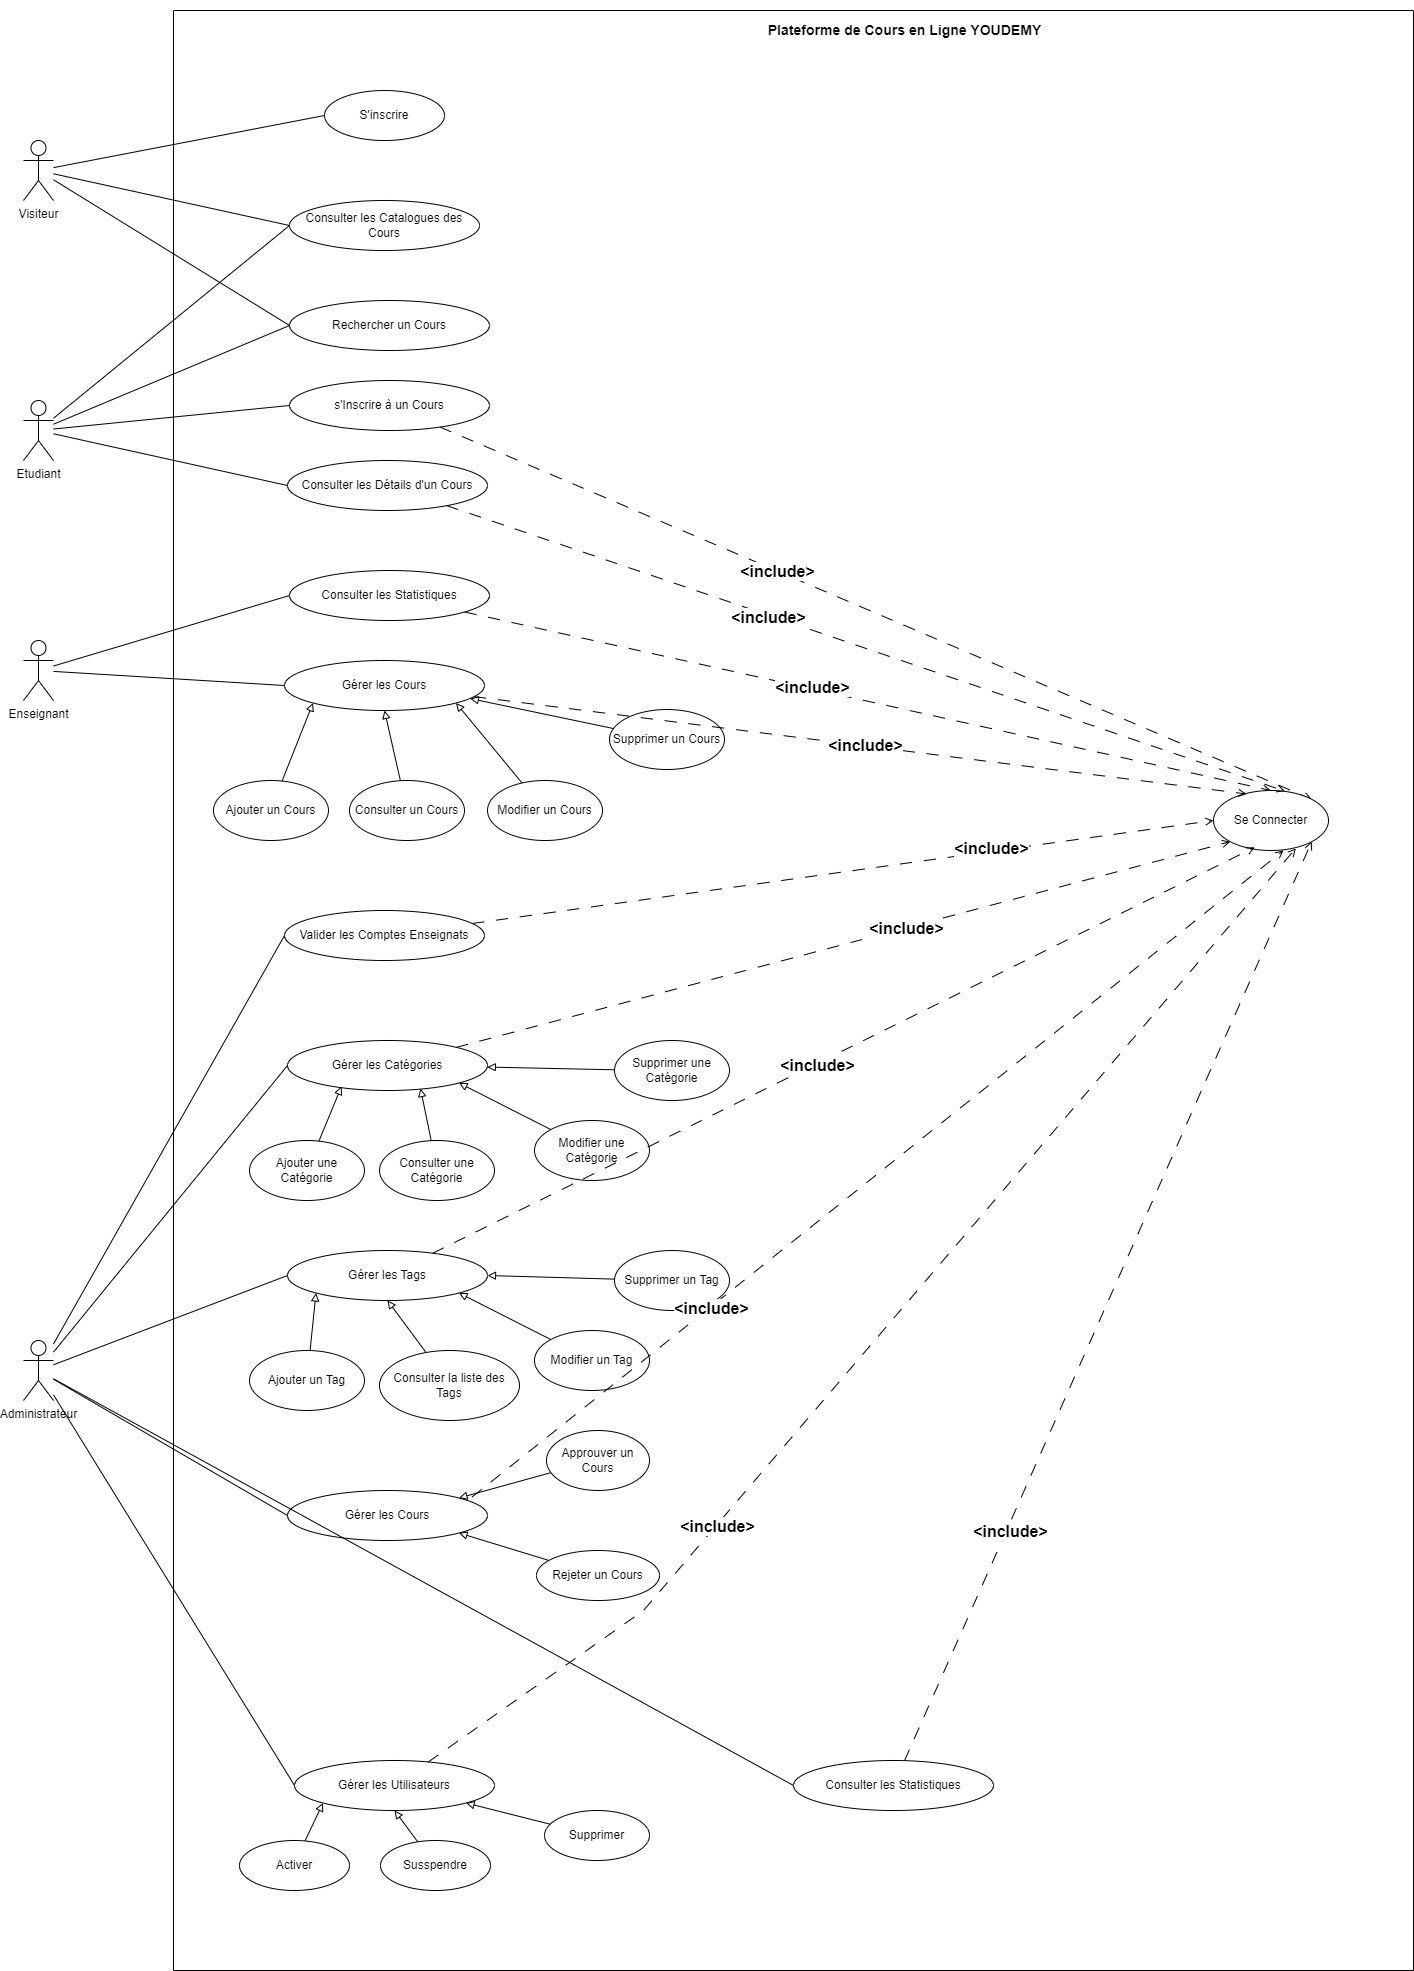 Plateforme de Cours en Ligne YOUDEMY
S'inscrire
Visiteur
Consulter les Catalogues des
Cours
Rechercher un Cours
s'Inscrire à un Cours
Etudiant
Consulter les Détails d'un Cours
<include>
Consulter les Statistiques
<include>
Enseignant
Gérer les Cours
<include>
Supprimer un Cours
<include>
Ajouter un Cours
Consulter un Cours
Modifier un Cours
Se Connecter
<include>
Valider les Comptes Enseignats
<include>
Gérer les Catégories
Supprimer une
Catégorie
<include>
Ajouter une
Catégorie
Consulter une
Catégorie
Modifier une
Catégorie
Gérer les Tags
Supprimer un Tag
<include>
Administrateur
Ajouter un Tag
Consulter la liste des
Tags
Modifier un Tag
Approuver un
Cours
Gérer les Cours
<include>
<include>
Rejeter un Cours
Gérer les Utilisateurs
Consulter les Statistiques
Supprimer
Activer
Susspendre